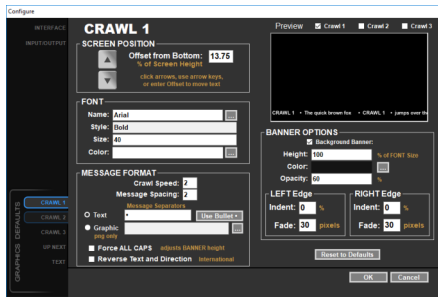 Configure
INTERFACE
INPUT/OUTPUT
GRAPHICS DEFAULTS
CRAWL 1
CRAWL 2
CRAWL 3
UP NEXT
TEXT
CRAWL 1
SCREEN POSITION
Offset from Bottom: 13.75
% of Screen Height
click arrows, use arrow keys,
or enter Offset to move text
FONT
Name: Arial
Style: Bold
Size: 40
Color:
MESSAGE FORMAT
Crawl Speed: 2
Message Spacing: 2
Message Separators
Text • Use Bullet •
Graphic
png only
Force ALL CAPS adjusts BANNER height
Reverse Text and Direction International
Preview Crawl 1 Crawl 2 Crawl 3
CRAWL 1 • The quick brown fox • CRAWL 1 • jumps over th
BANNER OPTIONS
Background Banner:
Height: 100 % of FONT Size
Color:
Opacity: 60 %
LEFT Edge
Indent: 0 %
Fade: 30 pixels
RIGHT Edge
Indent: 0 %
Fade: 30 pixels
Reset to Defaults
OK Cancel